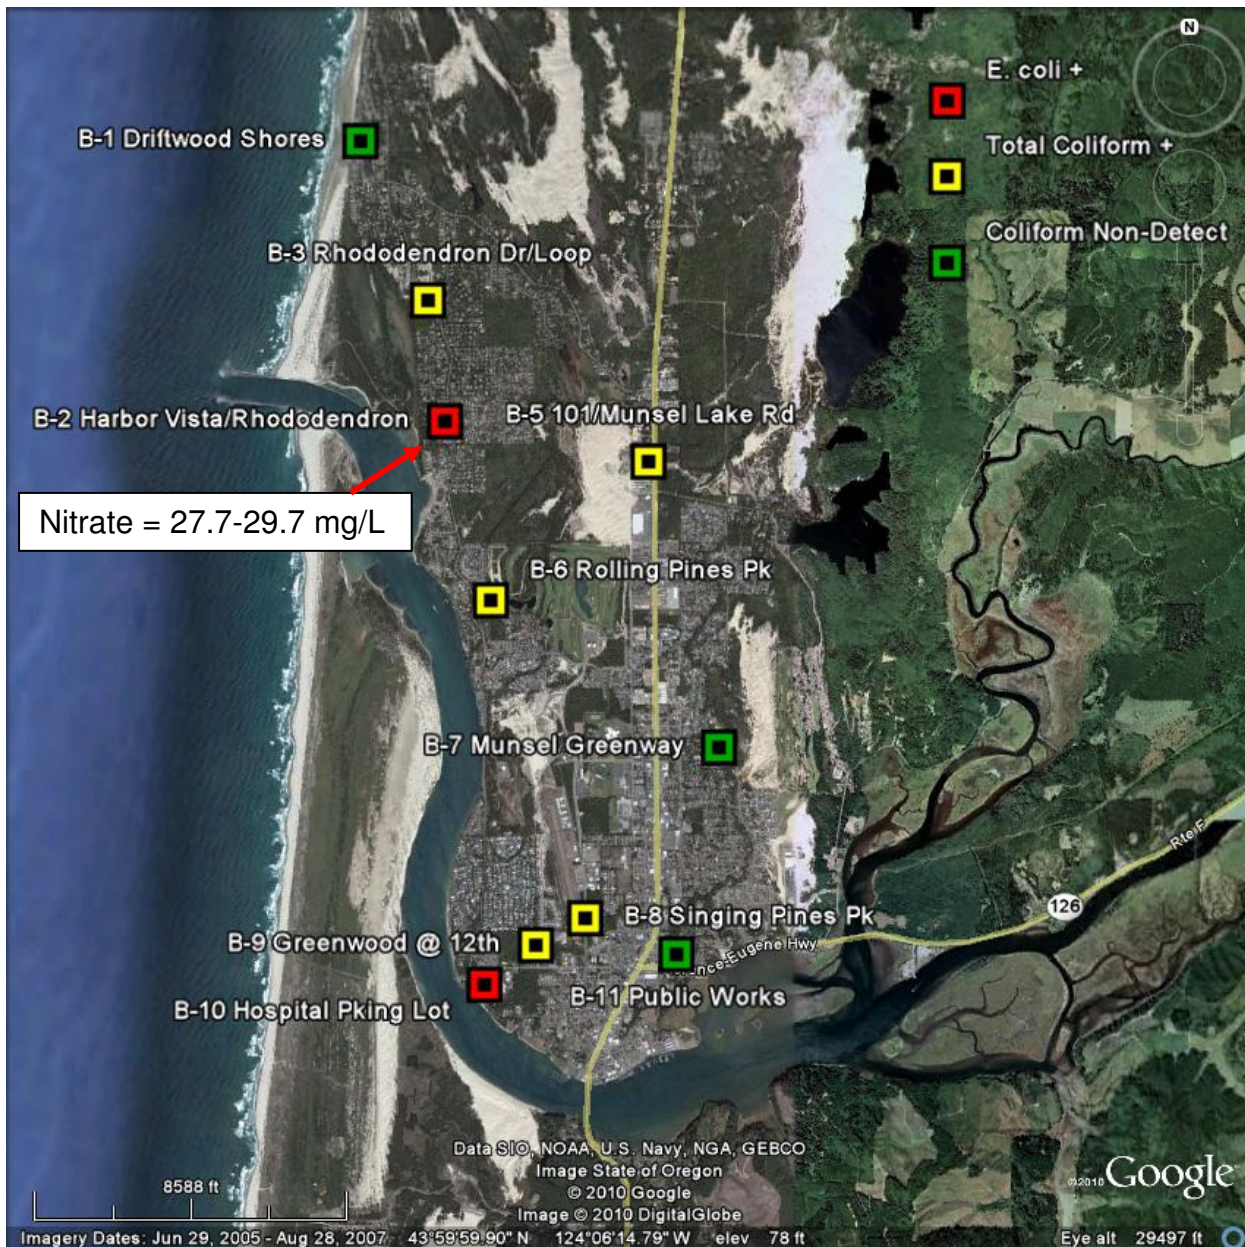 N
E. coli +
B-1 Driftwood Shores
Total Coliform +
Coliform Non-Detect
B-3 Rhododendron Dr/Loop
B-2 Harbor Vista/Rhododendron
B-5 101/Munsel Lake Rd
Nitrate = 27.7-29.7 mg/L
B-6 Rolling Pines Pk
B-7 Munsel Greenway
Rte F
126
B-8 Singing Pines Pk
B-9 Greenwood @ 12th
orence-Eugene Hwy
B-11 Public Works
B-10 Hospital Pking Lot
Data SIO, NOAA, U.S. Navy, NGA, GEBCO
Image State of Oregon
© 2010 Google
Image © 2010 DigitalGlobe
©2010 Google
8588 ft
Imagery Dates: Jun 29, 2005 - Aug 28, 2007 43°59'59.90" N 124°06'14.79" W elev 78 ft Eye alt 29497 ft